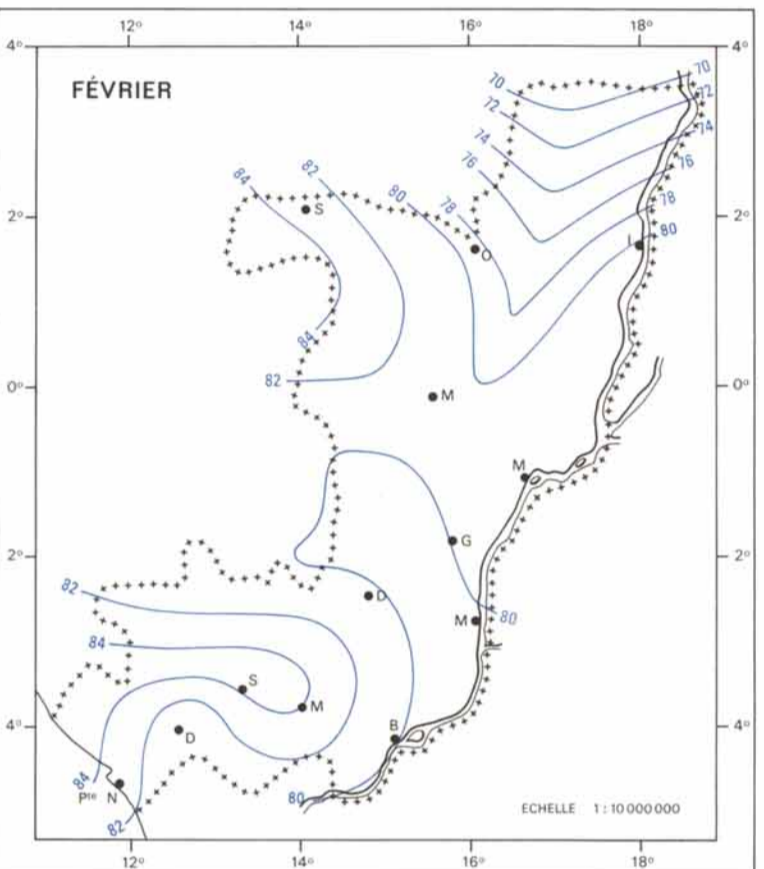 12° 14° 16° 18°
4° 4°
FÉVRIER
70 70
72 72
74 74
76 76
84 82 80 78 78
S
2° 2°
O I 80
84
82
0° 0°
M
M
G
2° 2°
82 D
M 80
84
S
M
4° 4°
D B
84
Pte N 80
82
ECHELLE 1 : 10 000 000
12° 14° 16° 18°